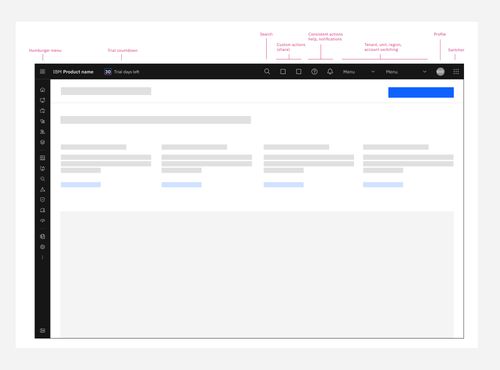 Search
Consistent actions
help, notifications
Profile
Custom actions
(share)
Tenant, unit, region,
account switching
Hamburger menu
Trial countdown
Switcher
IBM Product name
30
Trial days left
Menu
Menu